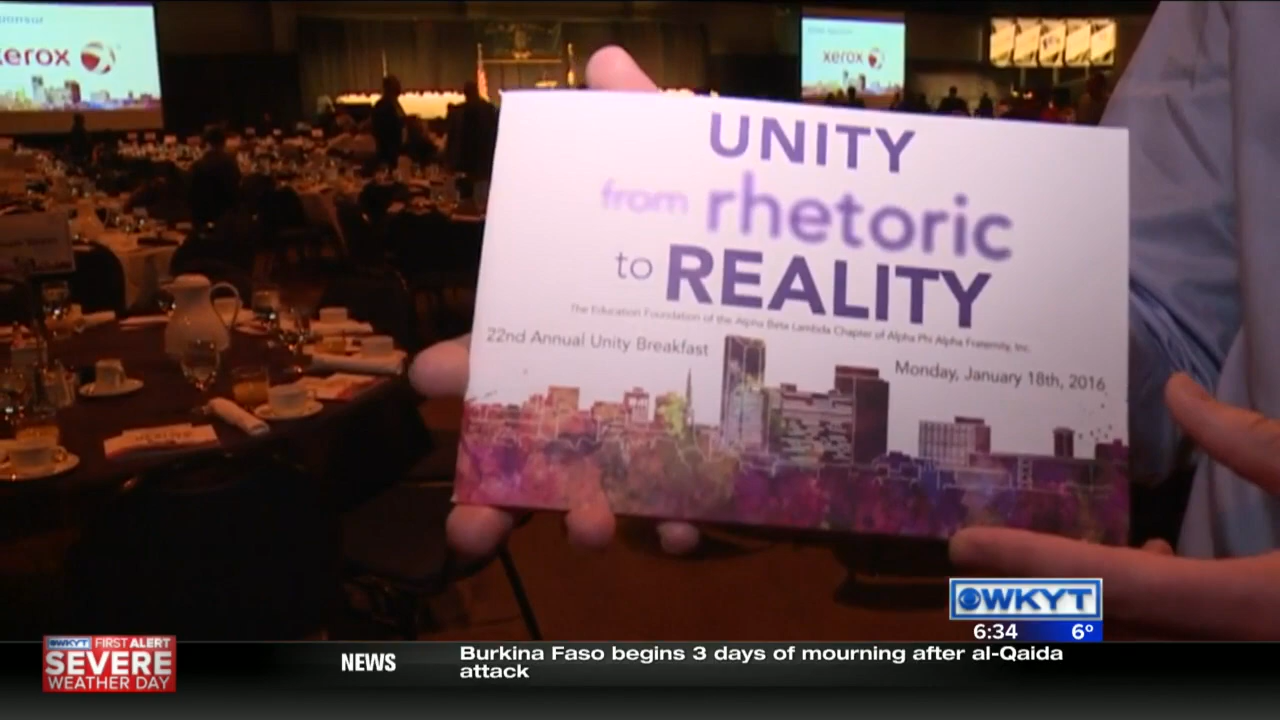 xerox
xerox
UNITY
from rhetoric
to REALITY
The Education Foundation of the Alpha Beta Lambda Chapter of Alpha Phi Alpha Fraternity, Inc.
22nd Annual Unity Breakfast
Monday, January 18th, 2016
WKYT
6:34 6°
WKYT FIRST ALERT
SEVERE
WEATHER DAY
NEWS
Burkina Faso begins 3 days of mourning after al-Qaida
attack